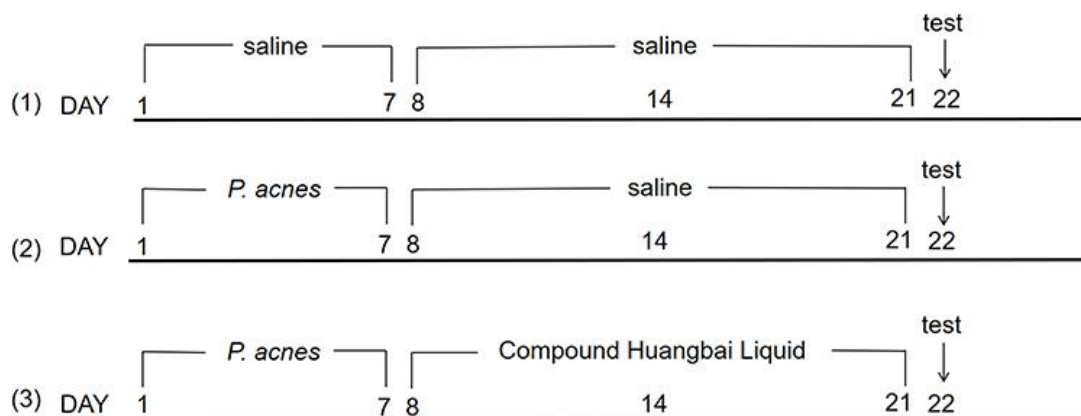 test
saline saline
(1) DAY 1 7 8 14 21 22
test
P. acnes saline
(2) DAY 1 7 8 14 21 22
test
P. acnes Compound Huangbai Liquid
(3) DAY 1 7 8 14 21 22